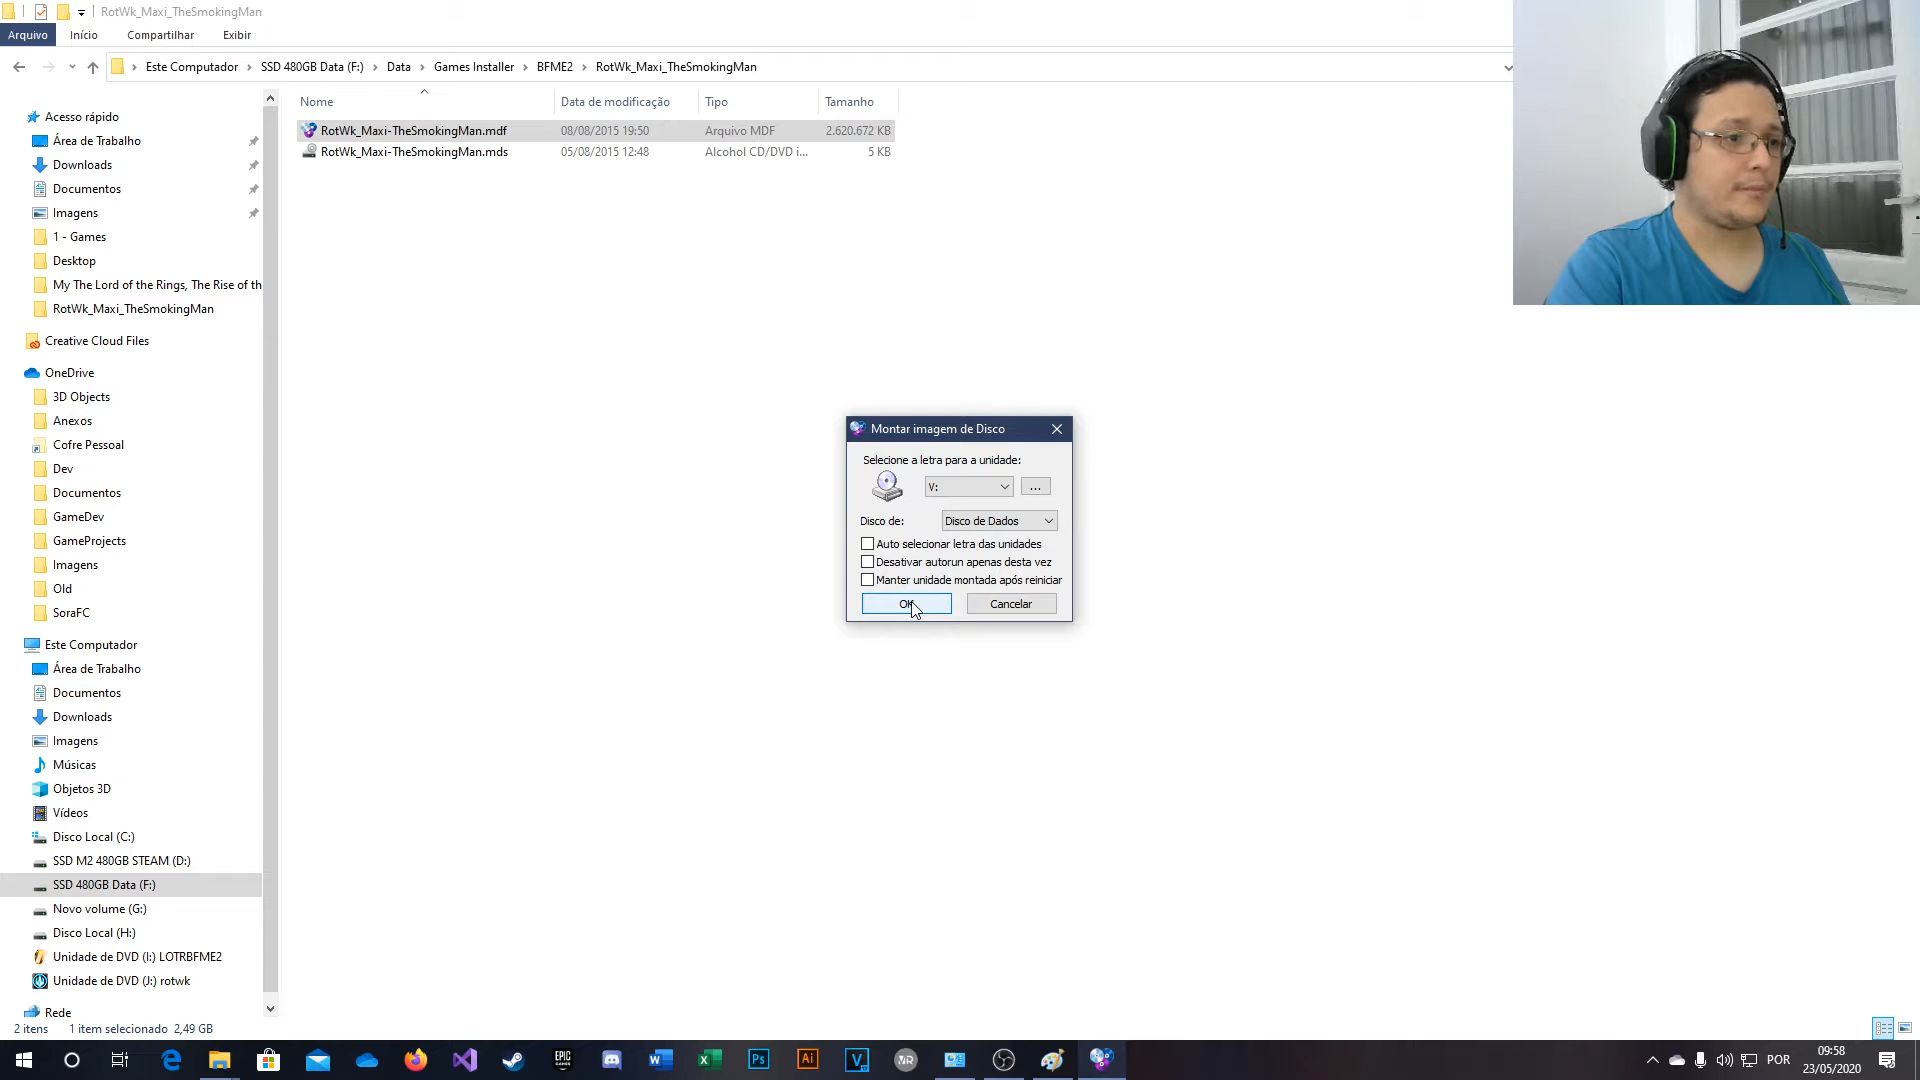 RotWk_Maxi_TheSmokingMan
Arquivo Início Compartilhar Exibir
Este Computador › SSD 480GB Data (F:) › Data › Games Installer › BFME2 › RotWk_Maxi_TheSmokingMan
Nome Data de modificação Tipo Tamanho
RotWk_Maxi-TheSmokingMan.mdf 08/08/2015 19:50 Arquivo MDF 2.620.672 KB
RotWk_Maxi-TheSmokingMan.mds 05/08/2015 12:48 Alcohol CD/DVD i... 5 KB
Acesso rápido
Área de Trabalho
Downloads
Documentos
Imagens
1 - Games
Desktop
My The Lord of the Rings, The Rise of th
RotWk_Maxi_TheSmokingMan
Creative Cloud Files
OneDrive
3D Objects
Anexos
Cofre Pessoal
Dev
Documentos
GameDev
GameProjects
Imagens
Old
SoraFC
Este Computador
Área de Trabalho
Documentos
Downloads
Imagens
Músicas
Objetos 3D
Vídeos
Disco Local (C:)
SSD M2 480GB STEAM (D:)
SSD 480GB Data (F:)
Novo volume (G:)
Disco Local (H:)
Unidade de DVD (I:) LOTRBFME2
Unidade de DVD (J:) rotwk
Rede
2 itens 1 item selecionado 2,49 GB
Montar imagem de Disco
Selecione a letra para a unidade:
V: ...
Disco de: Disco de Dados
Auto selecionar letra das unidades
Desativar autorun apenas desta vez
Manter unidade montada após reiniciar
OK Cancelar
EPIC GAMES Ps Ai V VR POR
09:58
23/05/2020